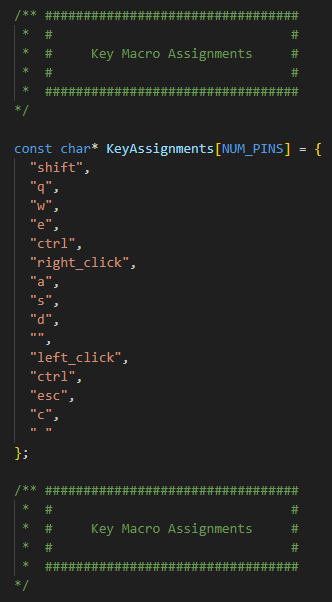 /** #################################
 *  #                               #
 *  #     Key Macro Assignments     #
 *  #                               #
 *  #################################
*/

const char* KeyAssignments[NUM_PINS] = {
  "shift",
  "q",
  "w",
  "e",
  "ctrl",
  "right_click",
  "a",
  "s",
  "d",
  "",
  "left_click",
  "ctrl",
  "esc",
  "c",
  " "
};

/** #################################
 *  #                               #
 *  #     Key Macro Assignments     #
 *  #                               #
 *  #################################
*/